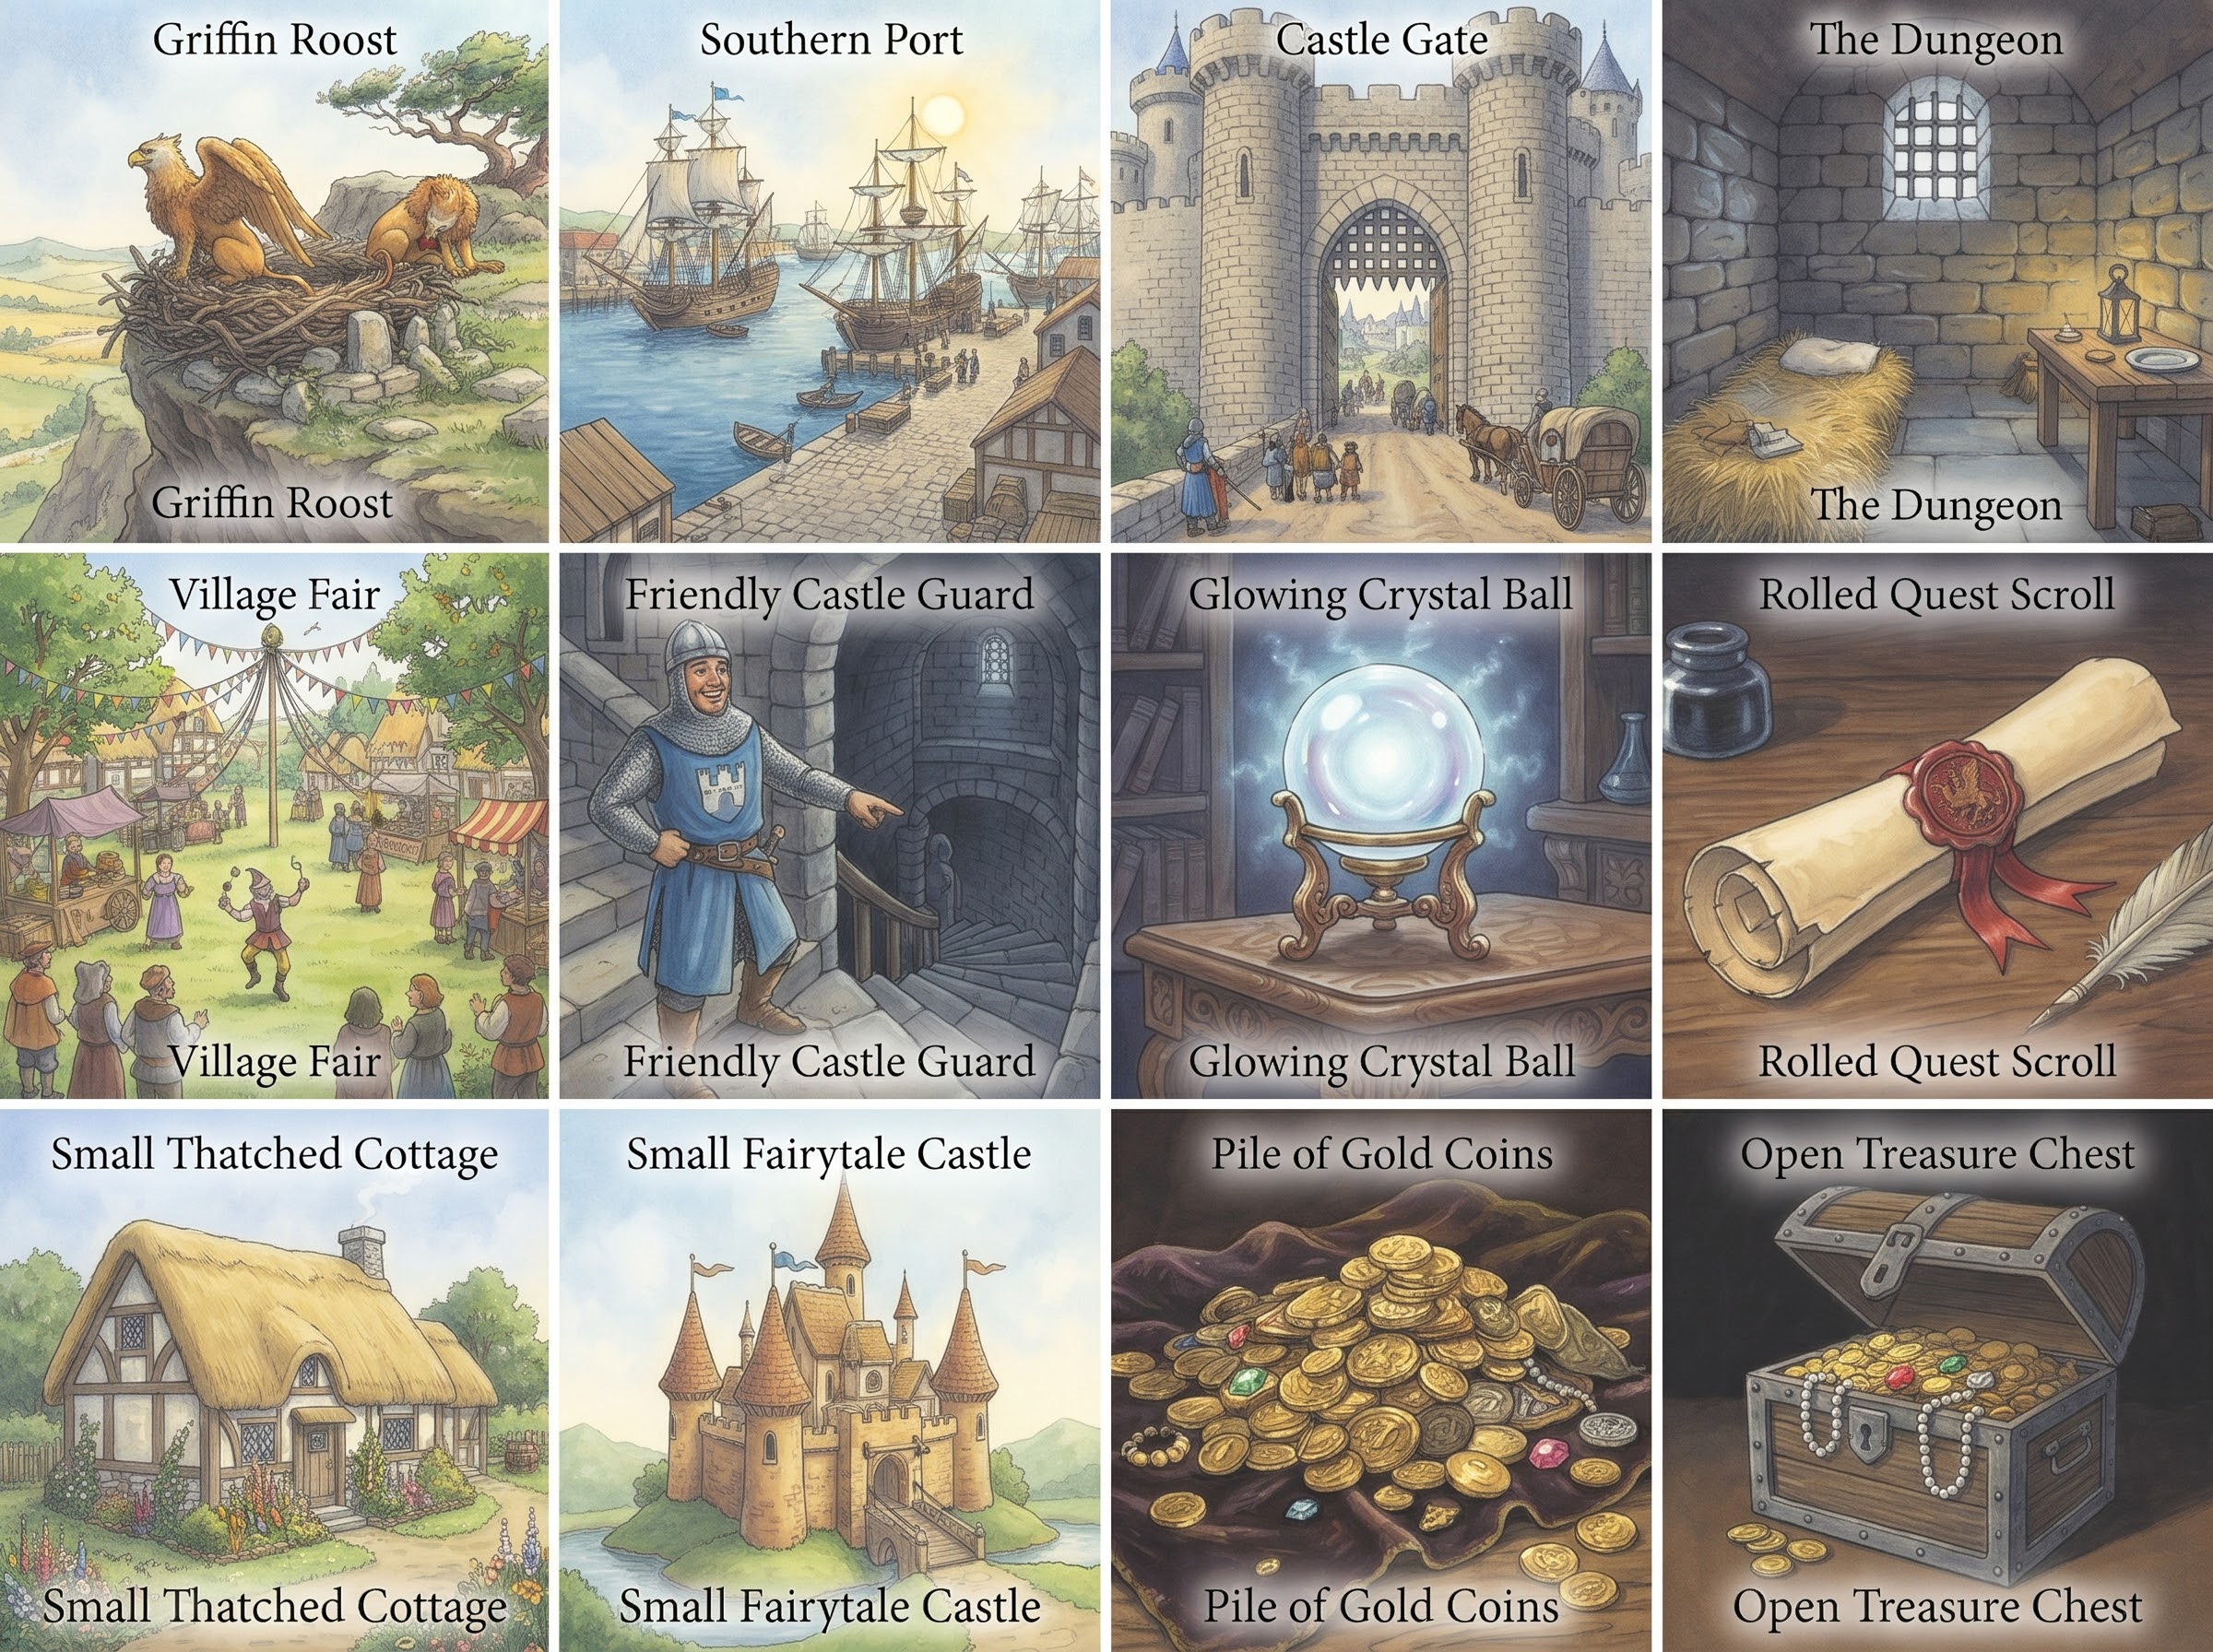 Griffin Roost
Southern Port
Castle Gate
The Dungeon
Griffin Roost
The Dungeon
Village Fair
Friendly Castle Guard
Glowing Crystal Ball
Rolled Quest Scroll
Village Fair
Friendly Castle Guard
Glowing Crystal Ball
Rolled Quest Scroll
Small Thatched Cottage
Small Fairytale Castle
Pile of Gold Coins
Open Treasure Chest
Small Thatched Cottage
Small Fairytale Castle
Pile of Gold Coins
Open Treasure Chest